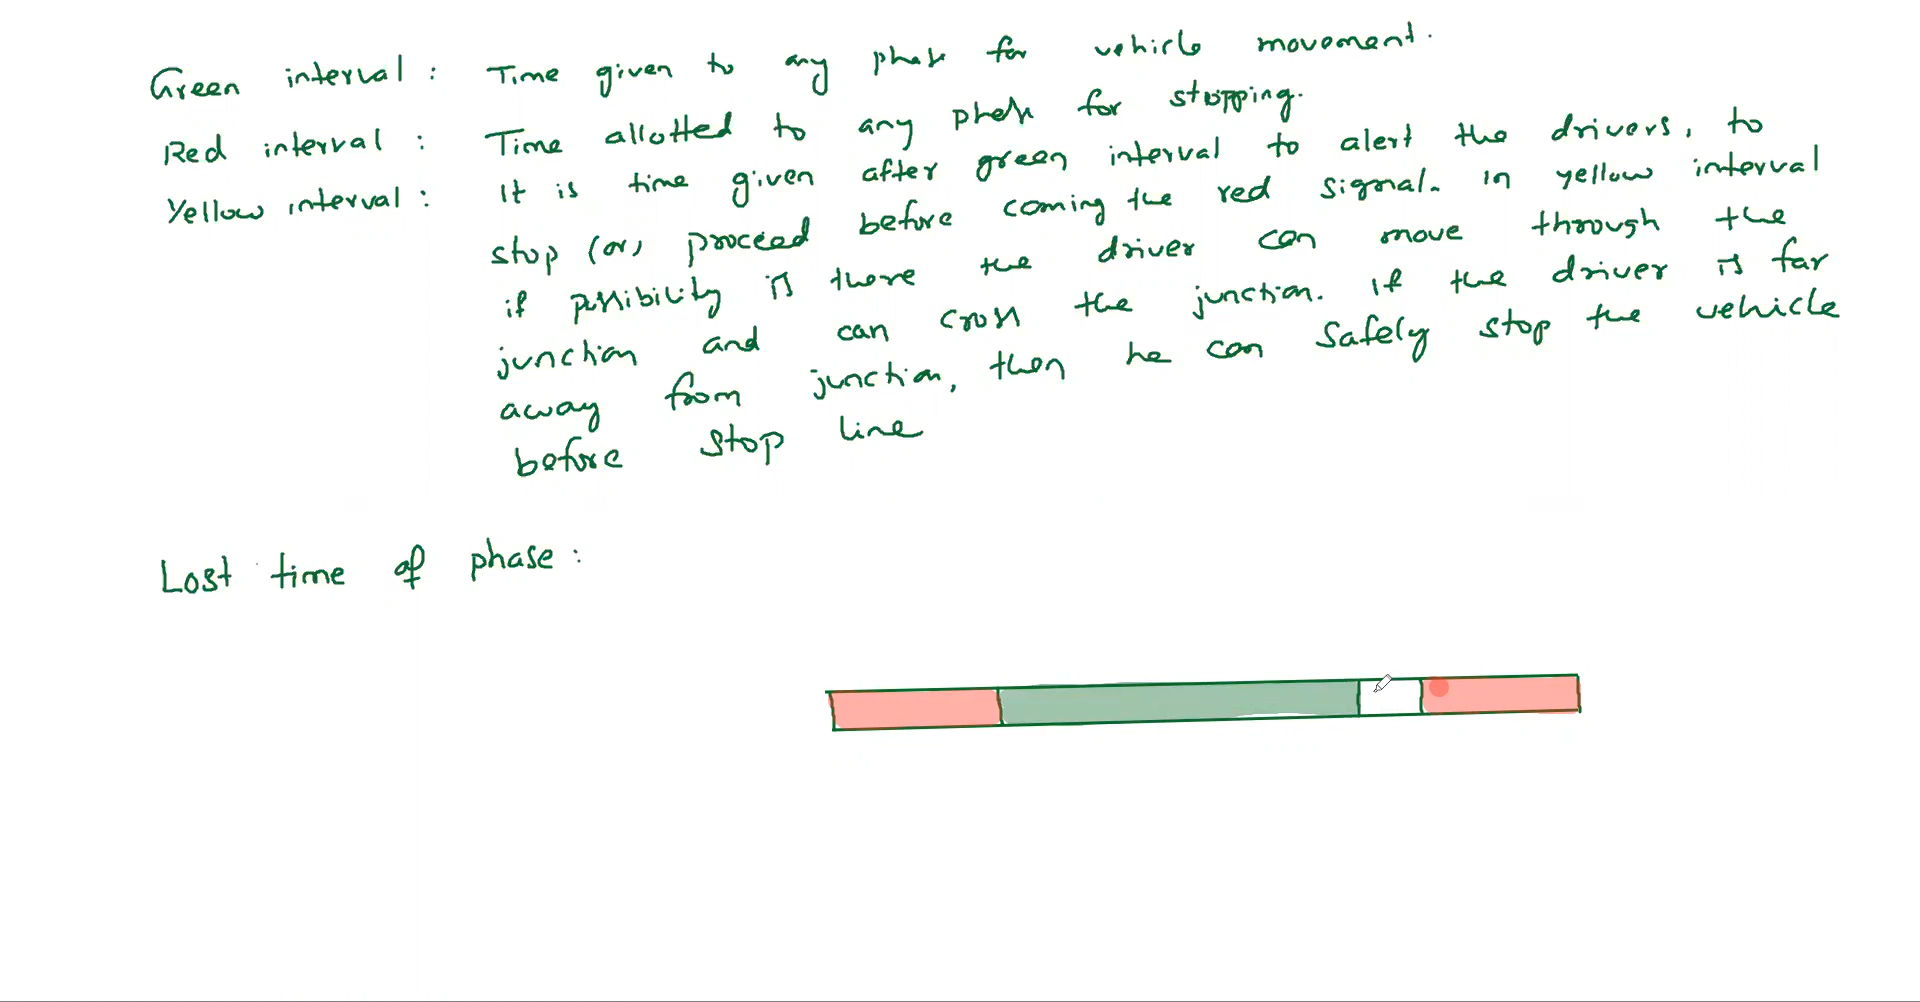 Green interval : Time given to any phase for vehicle movement.
Red interval : Time allotted to any phase for stopping.
Yellow interval : It is time given after green interval to alert the drivers, to
stop (or) proceed before coming the red signal. in yellow interval
if possibility is there the driver can move through the
junction and can cross the junction. if the driver is far
away from junction, then he can safely stop the vehicle
before stop line
Lost time of phase :